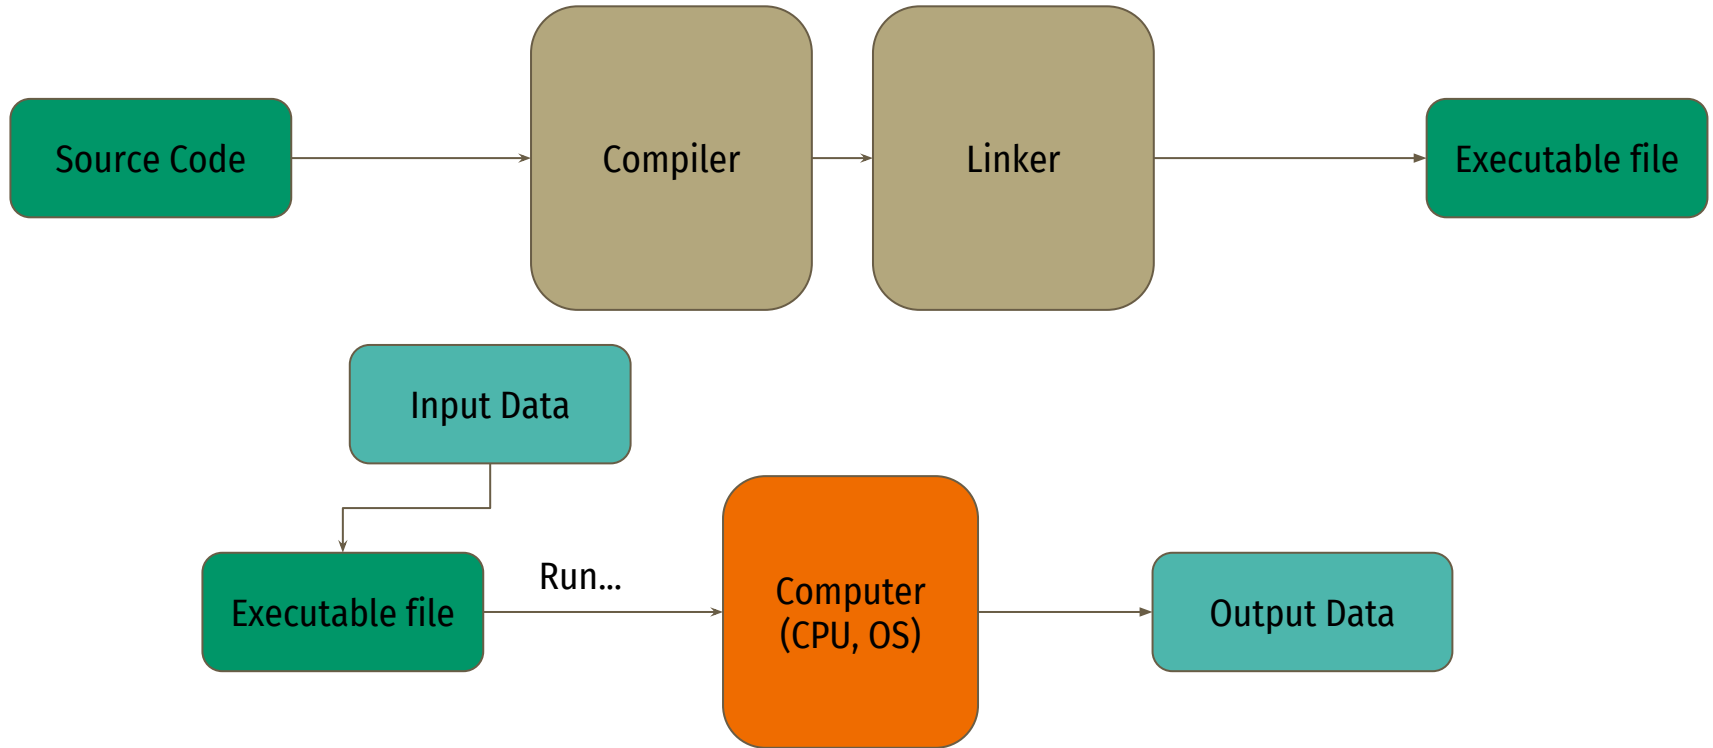 Source Code
Compiler
Linker
Executable file
Input Data
Executable file
Run...
Computer
(CPU, OS)
Output Data